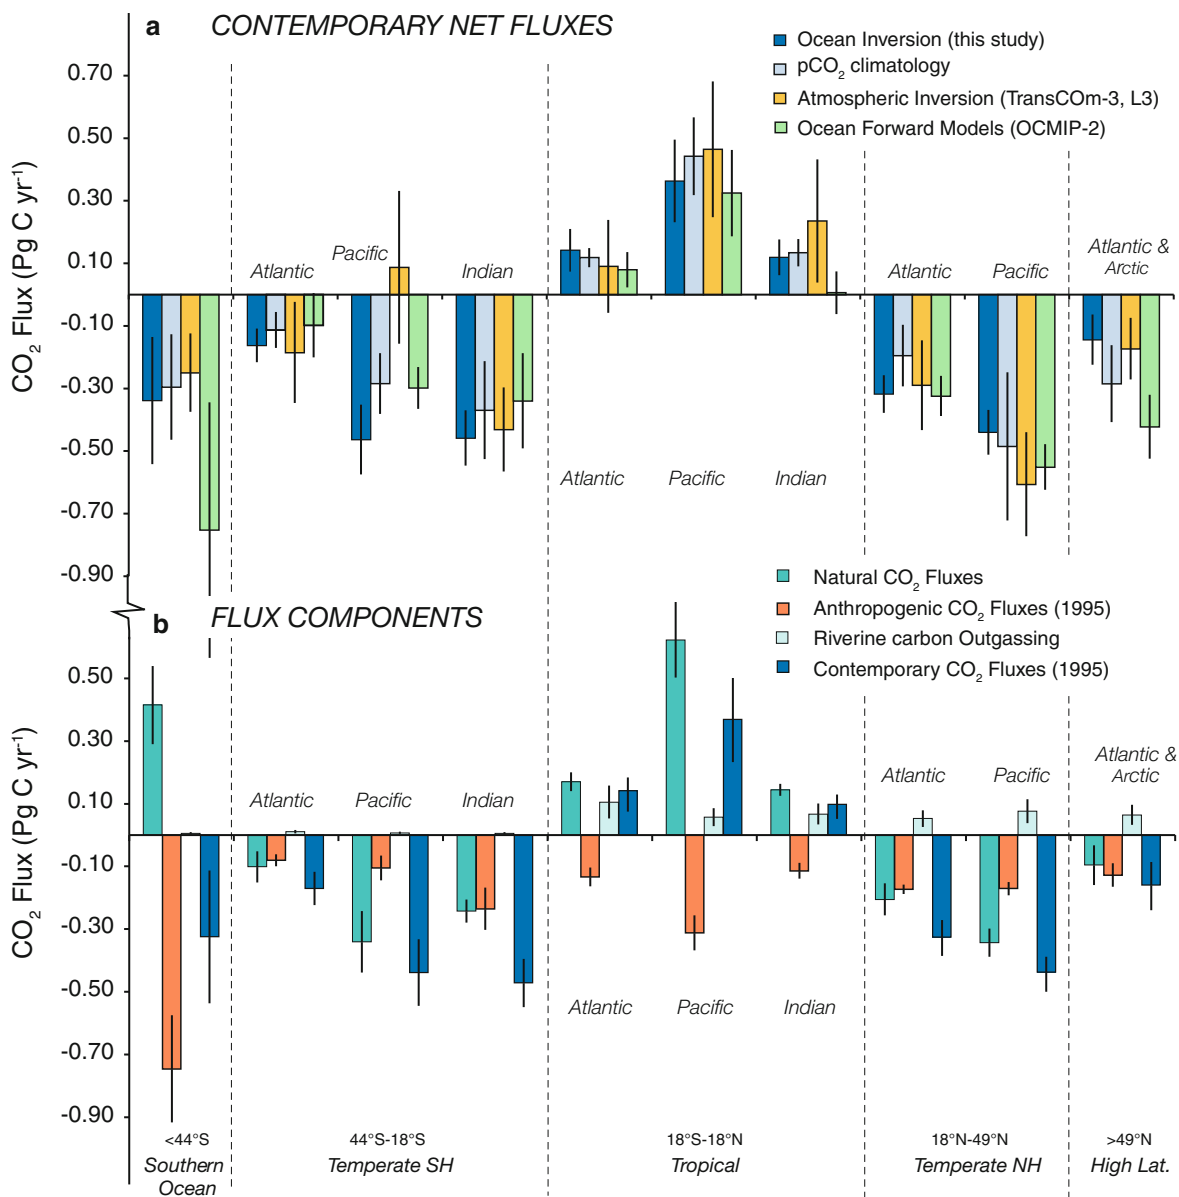 a CONTEMPORARY NET FLUXES
Ocean Inversion (this study)
pCO₂ climatology
Atmospheric Inversion (TransCOm-3, L3)
Ocean Forward Models (OCMIP-2)
CO₂ Flux (Pg C yr⁻¹)
0.70
0.50
0.30
0.10
-0.10
-0.30
-0.50
-0.70
-0.90
Atlantic
Pacific
Indian
Atlantic
Pacific
Indian
Atlantic
Pacific
Atlantic &
Arctic
b FLUX COMPONENTS
Natural CO₂ Fluxes
Anthropogenic CO₂ Fluxes (1995)
Riverine carbon Outgassing
Contemporary CO₂ Fluxes (1995)
CO₂ Flux (Pg C yr⁻¹)
0.50
0.30
0.10
-0.10
-0.30
-0.50
-0.70
-0.90
Atlantic
Pacific
Indian
Atlantic
Pacific
Indian
Atlantic
Pacific
Atlantic &
Arctic
<44°S
Southern
Ocean
44°S-18°S
Temperate SH
18°S-18°N
Tropical
18°N-49°N
Temperate NH
>49°N
High Lat.